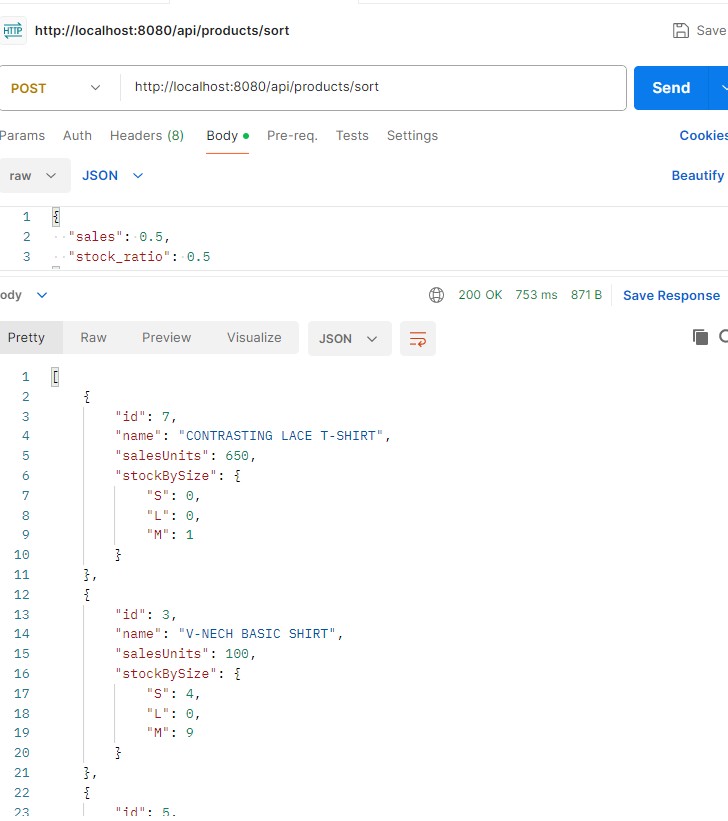 HTTP http://localhost:8080/api/products/sort Save
POST http://localhost:8080/api/products/sort Send
Params Auth Headers (8) Body Pre-req. Tests Settings Cookies
raw JSON Beautify
1 {
2 "sales": 0.5,
3 "stock_ratio": 0.5
ody 200 OK 753 ms 871 B Save Response
Pretty Raw Preview Visualize JSON
1 [
2 {
3 "id": 7,
4 "name": "CONTRASTING LACE T-SHIRT",
5 "salesUnits": 650,
6 "stockBySize": {
7 "S": 0,
8 "L": 0,
9 "M": 1
10 }
11 },
12 {
13 "id": 3,
14 "name": "V-NECH BASIC SHIRT",
15 "salesUnits": 100,
16 "stockBySize": {
17 "S": 4,
18 "L": 0,
19 "M": 9
20 }
21 },
22 {
23 "id": 5,